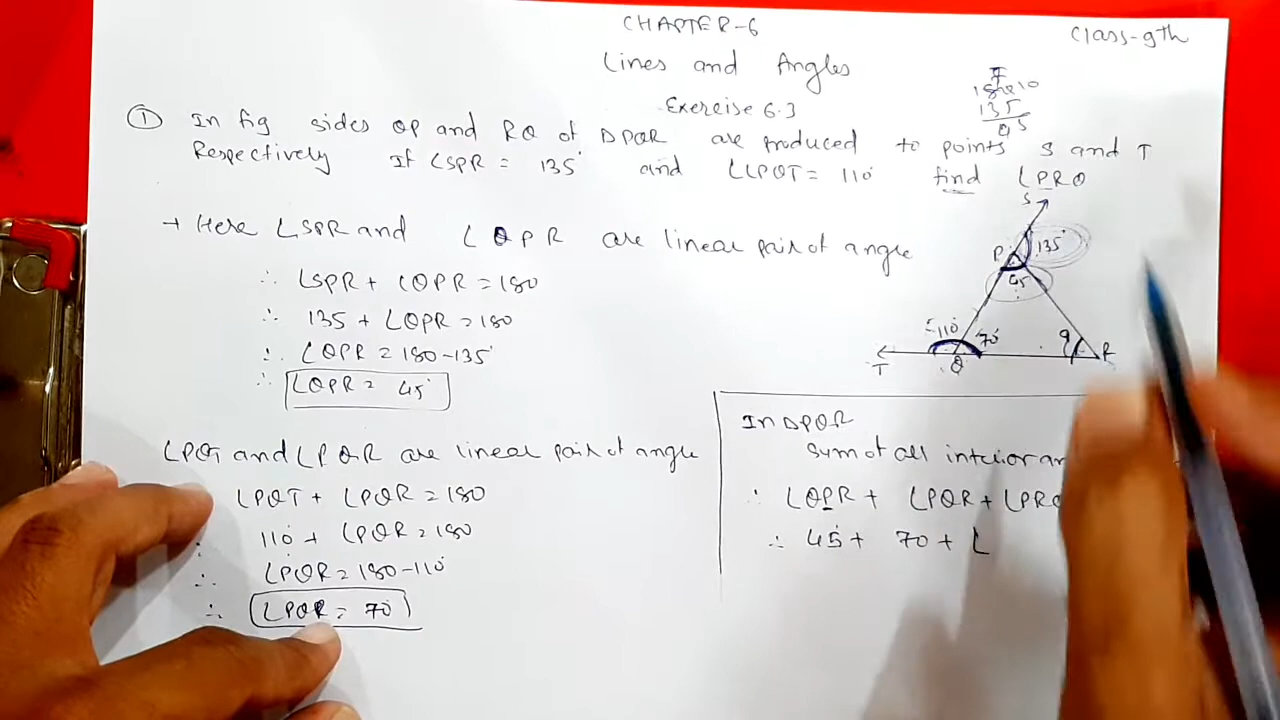 CHAPTER-6
Class-9th
Lines and Angles
Exercise 6.3
① In fig sides QP and RQ of ΔPQR are produced to points S and T
Respectively If ∠SPR = 135° and ∠LPQT = 110° find ∠PRQ
135
→ Here ∠SPR and ∠QPR are linear pair of angle
∴ ∠SPR + ∠QPR = 180
∴ 135 + ∠QPR = 180
∴ ∠QPR = 180 - 135°
∴ ∠QPR = 45°
S
P 135°
45
110° 70°
T Q R
∠PQT and ∠PQR are linear pair of angle
∠PQT + ∠PQR = 180
∴ 110 + ∠PQR = 180
∴ ∠PQR = 180 - 110°
∴ ∠PQR = 70°
In ΔPQR
Sum of all interior an
∴ ∠QPR + ∠PQR + ∠PRQ
∴ 45 + 70 + ∠